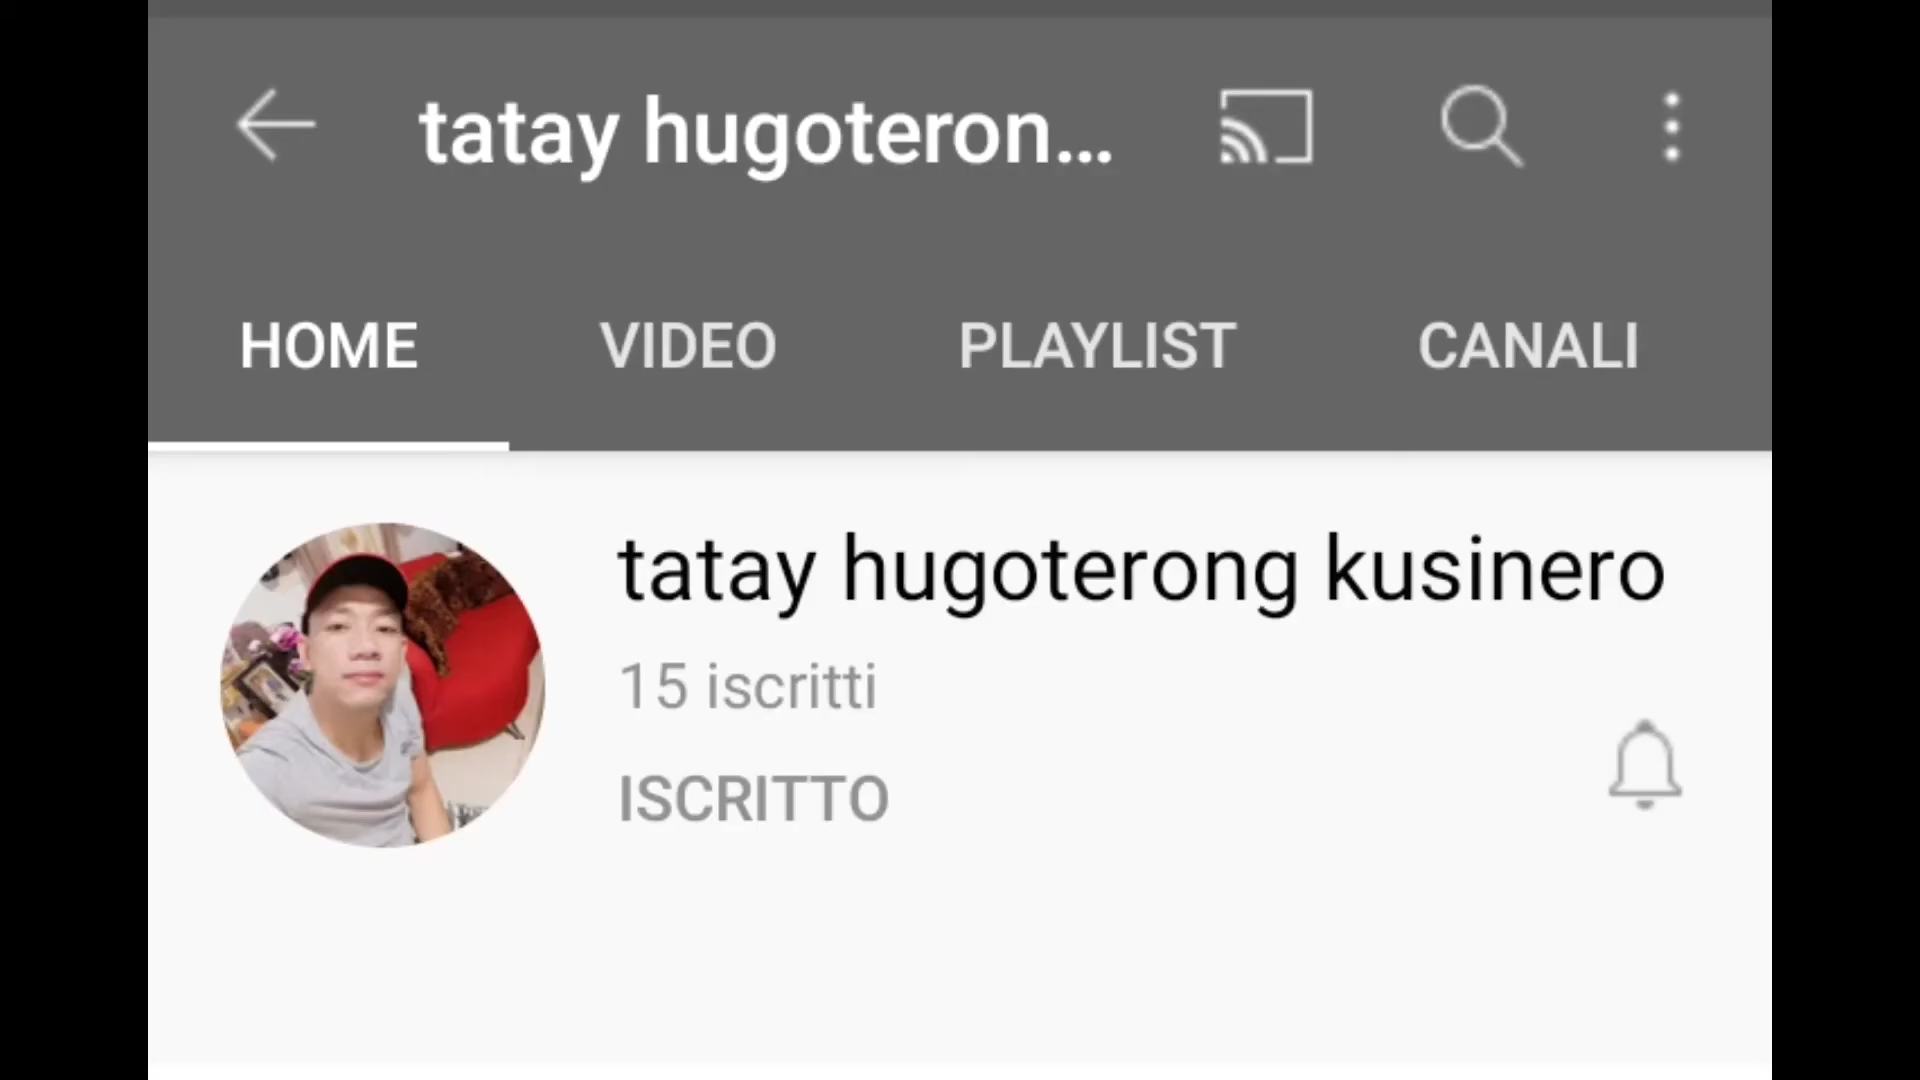 tatay hugoteron...
HOME VIDEO PLAYLIST CANALI
tatay hugoterong kusinero
15 iscritti
ISCRITTO